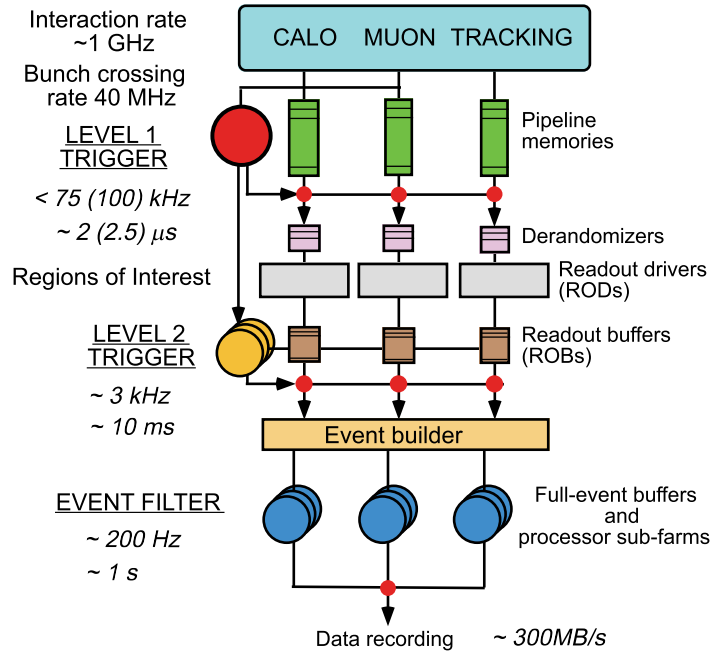 Interaction rate
~1 GHz
CALO MUON TRACKING
Bunch crossing
rate 40 MHz
Pipeline
memories
LEVEL 1
TRIGGER
< 75 (100) kHz
~ 2 (2.5) μs
Derandomizers
Regions of Interest
Readout drivers
(RODs)
LEVEL 2
TRIGGER
Readout buffers
(ROBs)
~ 3 kHz
~ 10 ms
Event builder
EVENT FILTER
Full-event buffers
and
processor sub-farms
~ 200 Hz
~ 1 s
Data recording
~ 300MB/s